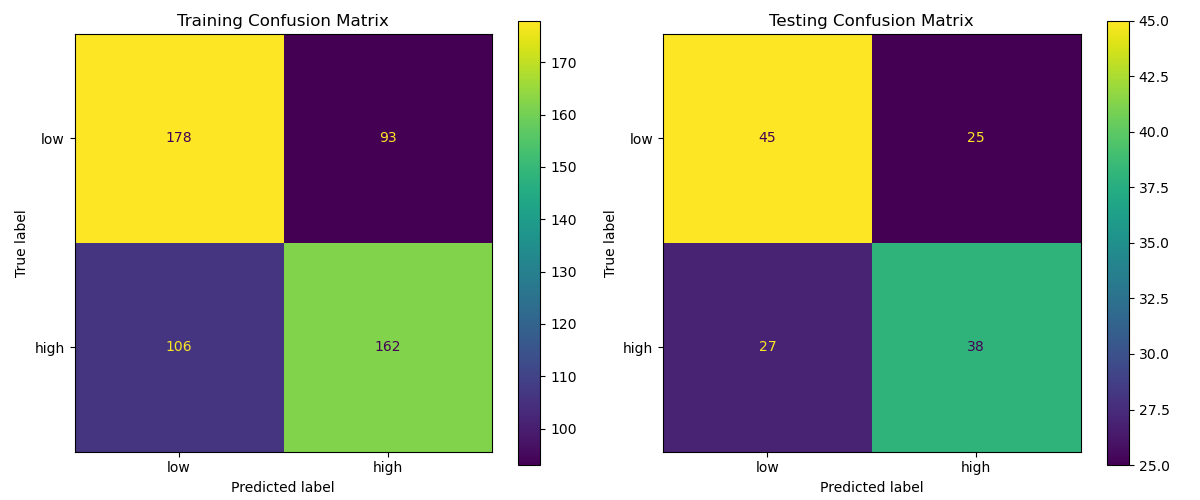 Training Confusion Matrix
True label
low
high
178
93
106
162
low
high
Predicted label
170
160
150
140
130
120
110
100
Testing Confusion Matrix
True label
low
high
45
25
27
38
low
high
Predicted label
45.0
42.5
40.0
37.5
35.0
32.5
30.0
27.5
25.0